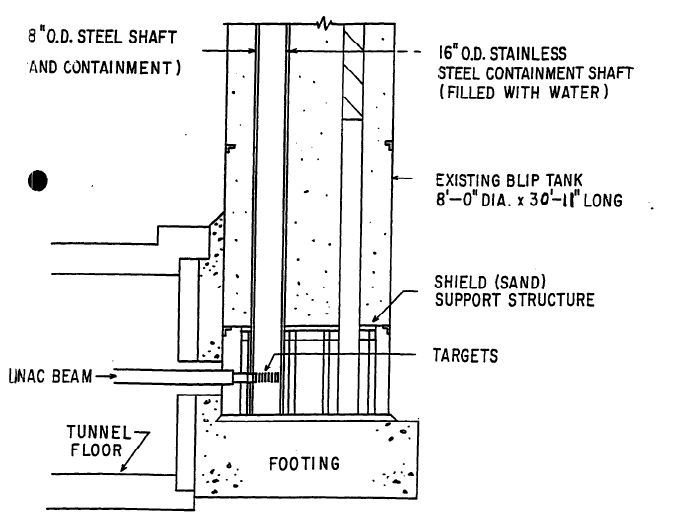 8" O.D. STEEL SHAFT
AND CONTAINMENT)
16" O.D. STAINLESS
STEEL CONTAINMENT SHAFT
(FILLED WITH WATER)
EXISTING BLIP TANK
8'-0" DIA. x 30'-11" LONG
SHIELD (SAND)
SUPPORT STRUCTURE
TARGETS
LINAC BEAM
TUNNEL
FLOOR
FOOTING